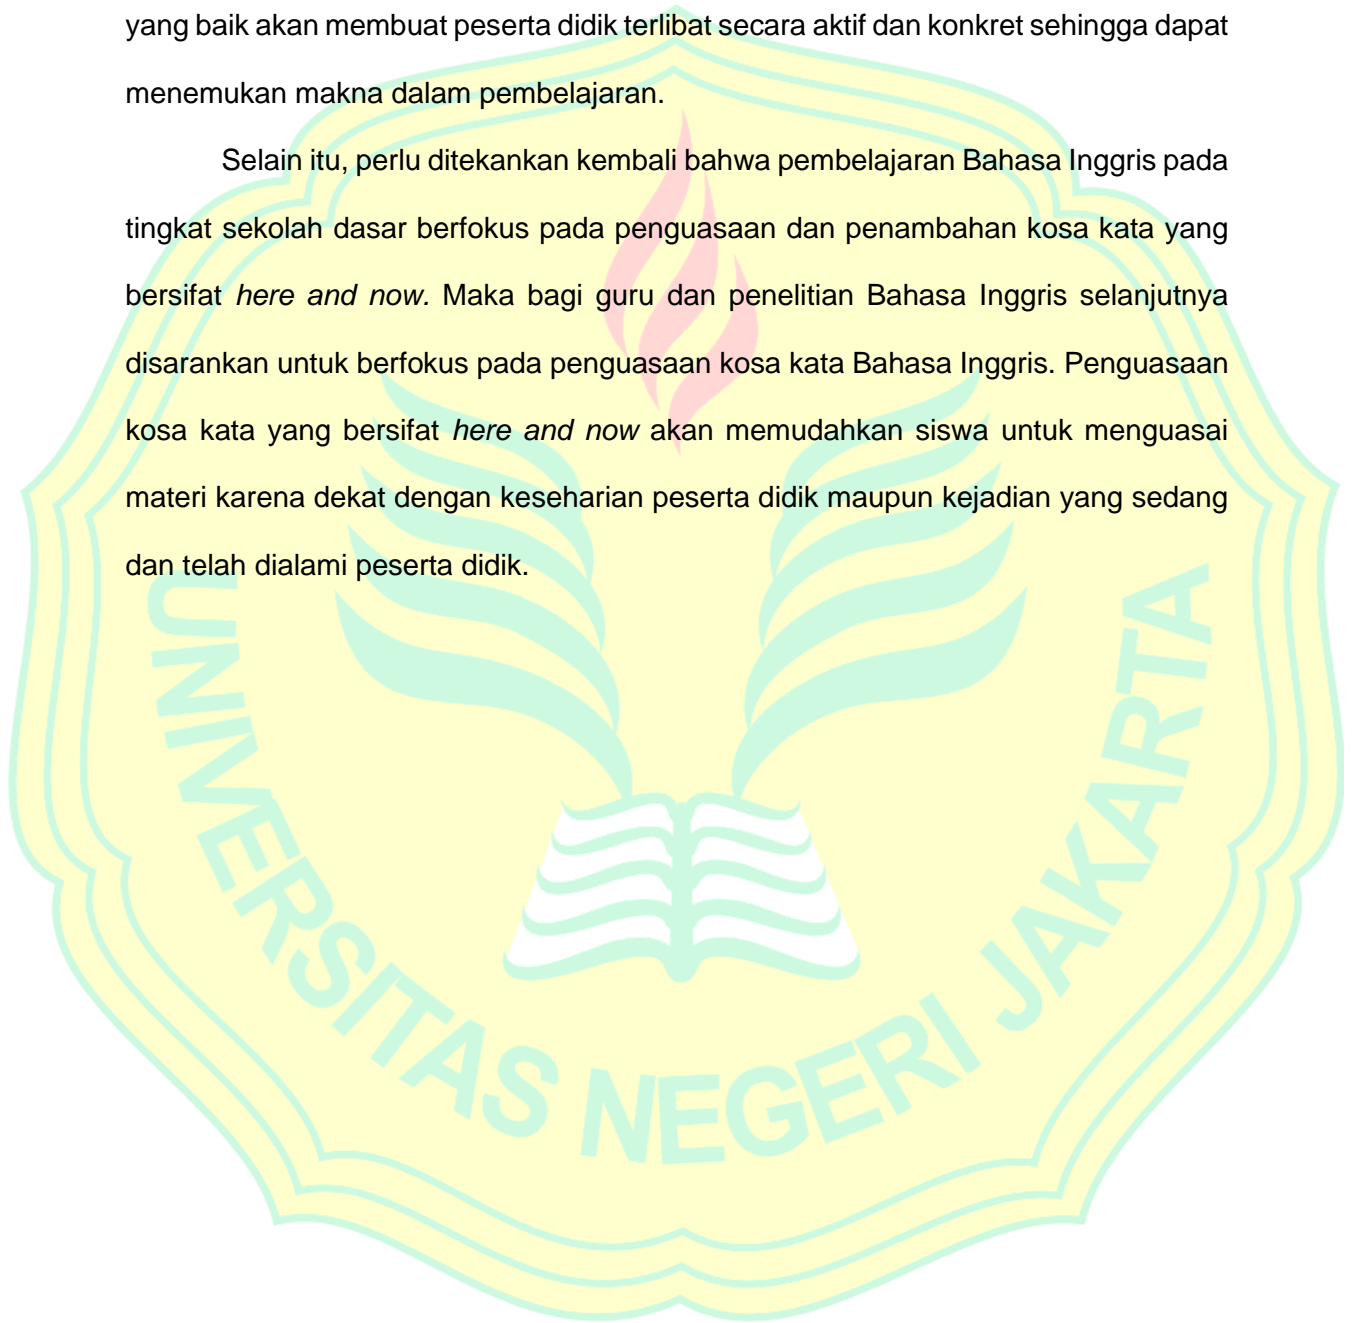 yang baik akan membuat peserta didik terlibat secara aktif dan konkret sehingga dapat
menemukan makna dalam pembelajaran.
Selain itu, perlu ditekankan kembali bahwa pembelajaran Bahasa Inggris pada
tingkat sekolah dasar berfokus pada penguasaan dan penambahan kosa kata yang
bersifat here and now. Maka bagi guru dan penelitian Bahasa Inggris selanjutnya
disarankan untuk berfokus pada penguasaan kosa kata Bahasa Inggris. Penguasaan
kosa kata yang bersifat here and now akan memudahkan siswa untuk menguasai
materi karena dekat dengan keseharian peserta didik maupun kejadian yang sedang
dan telah dialami peserta didik.
UNIVERSITAS NEGERI JAKARTA